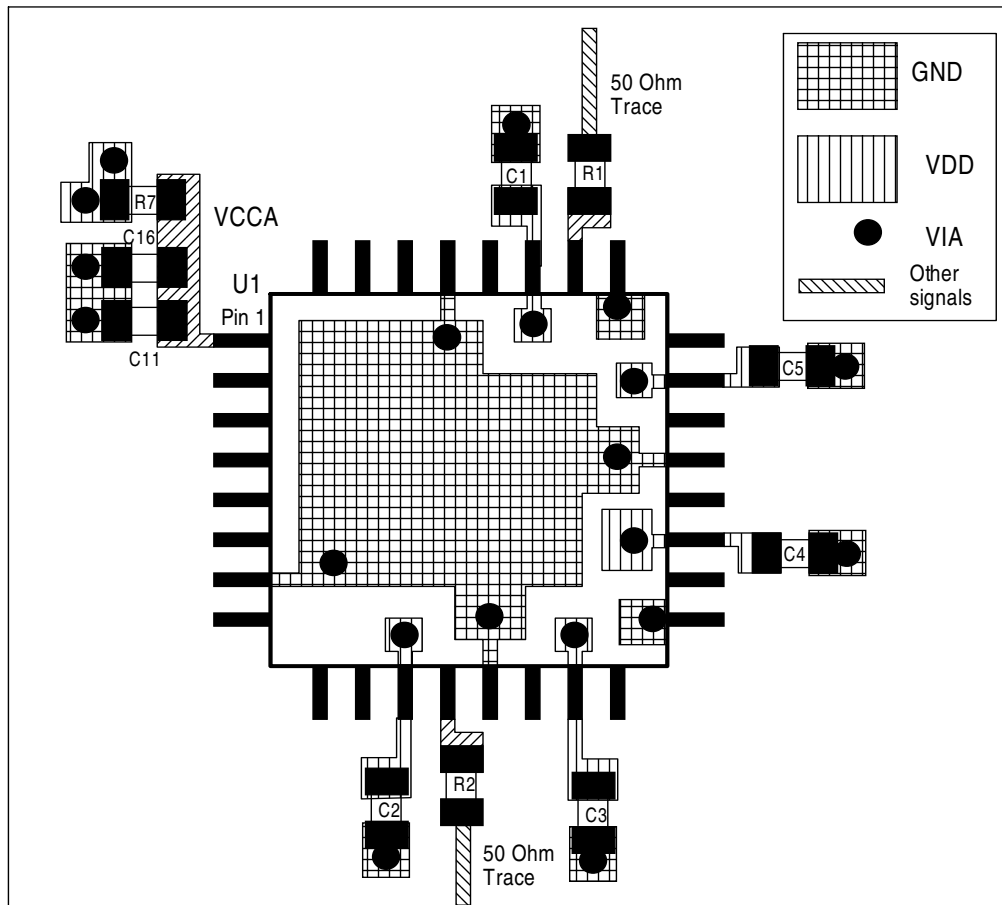 50 Ohm
Trace
C1
R1
GND
VDD
VIA
Other
signals
R7
VCCA
C16
U1
Pin 1
C11
C5
C4
C2
R2
C3
50 Ohm
Trace